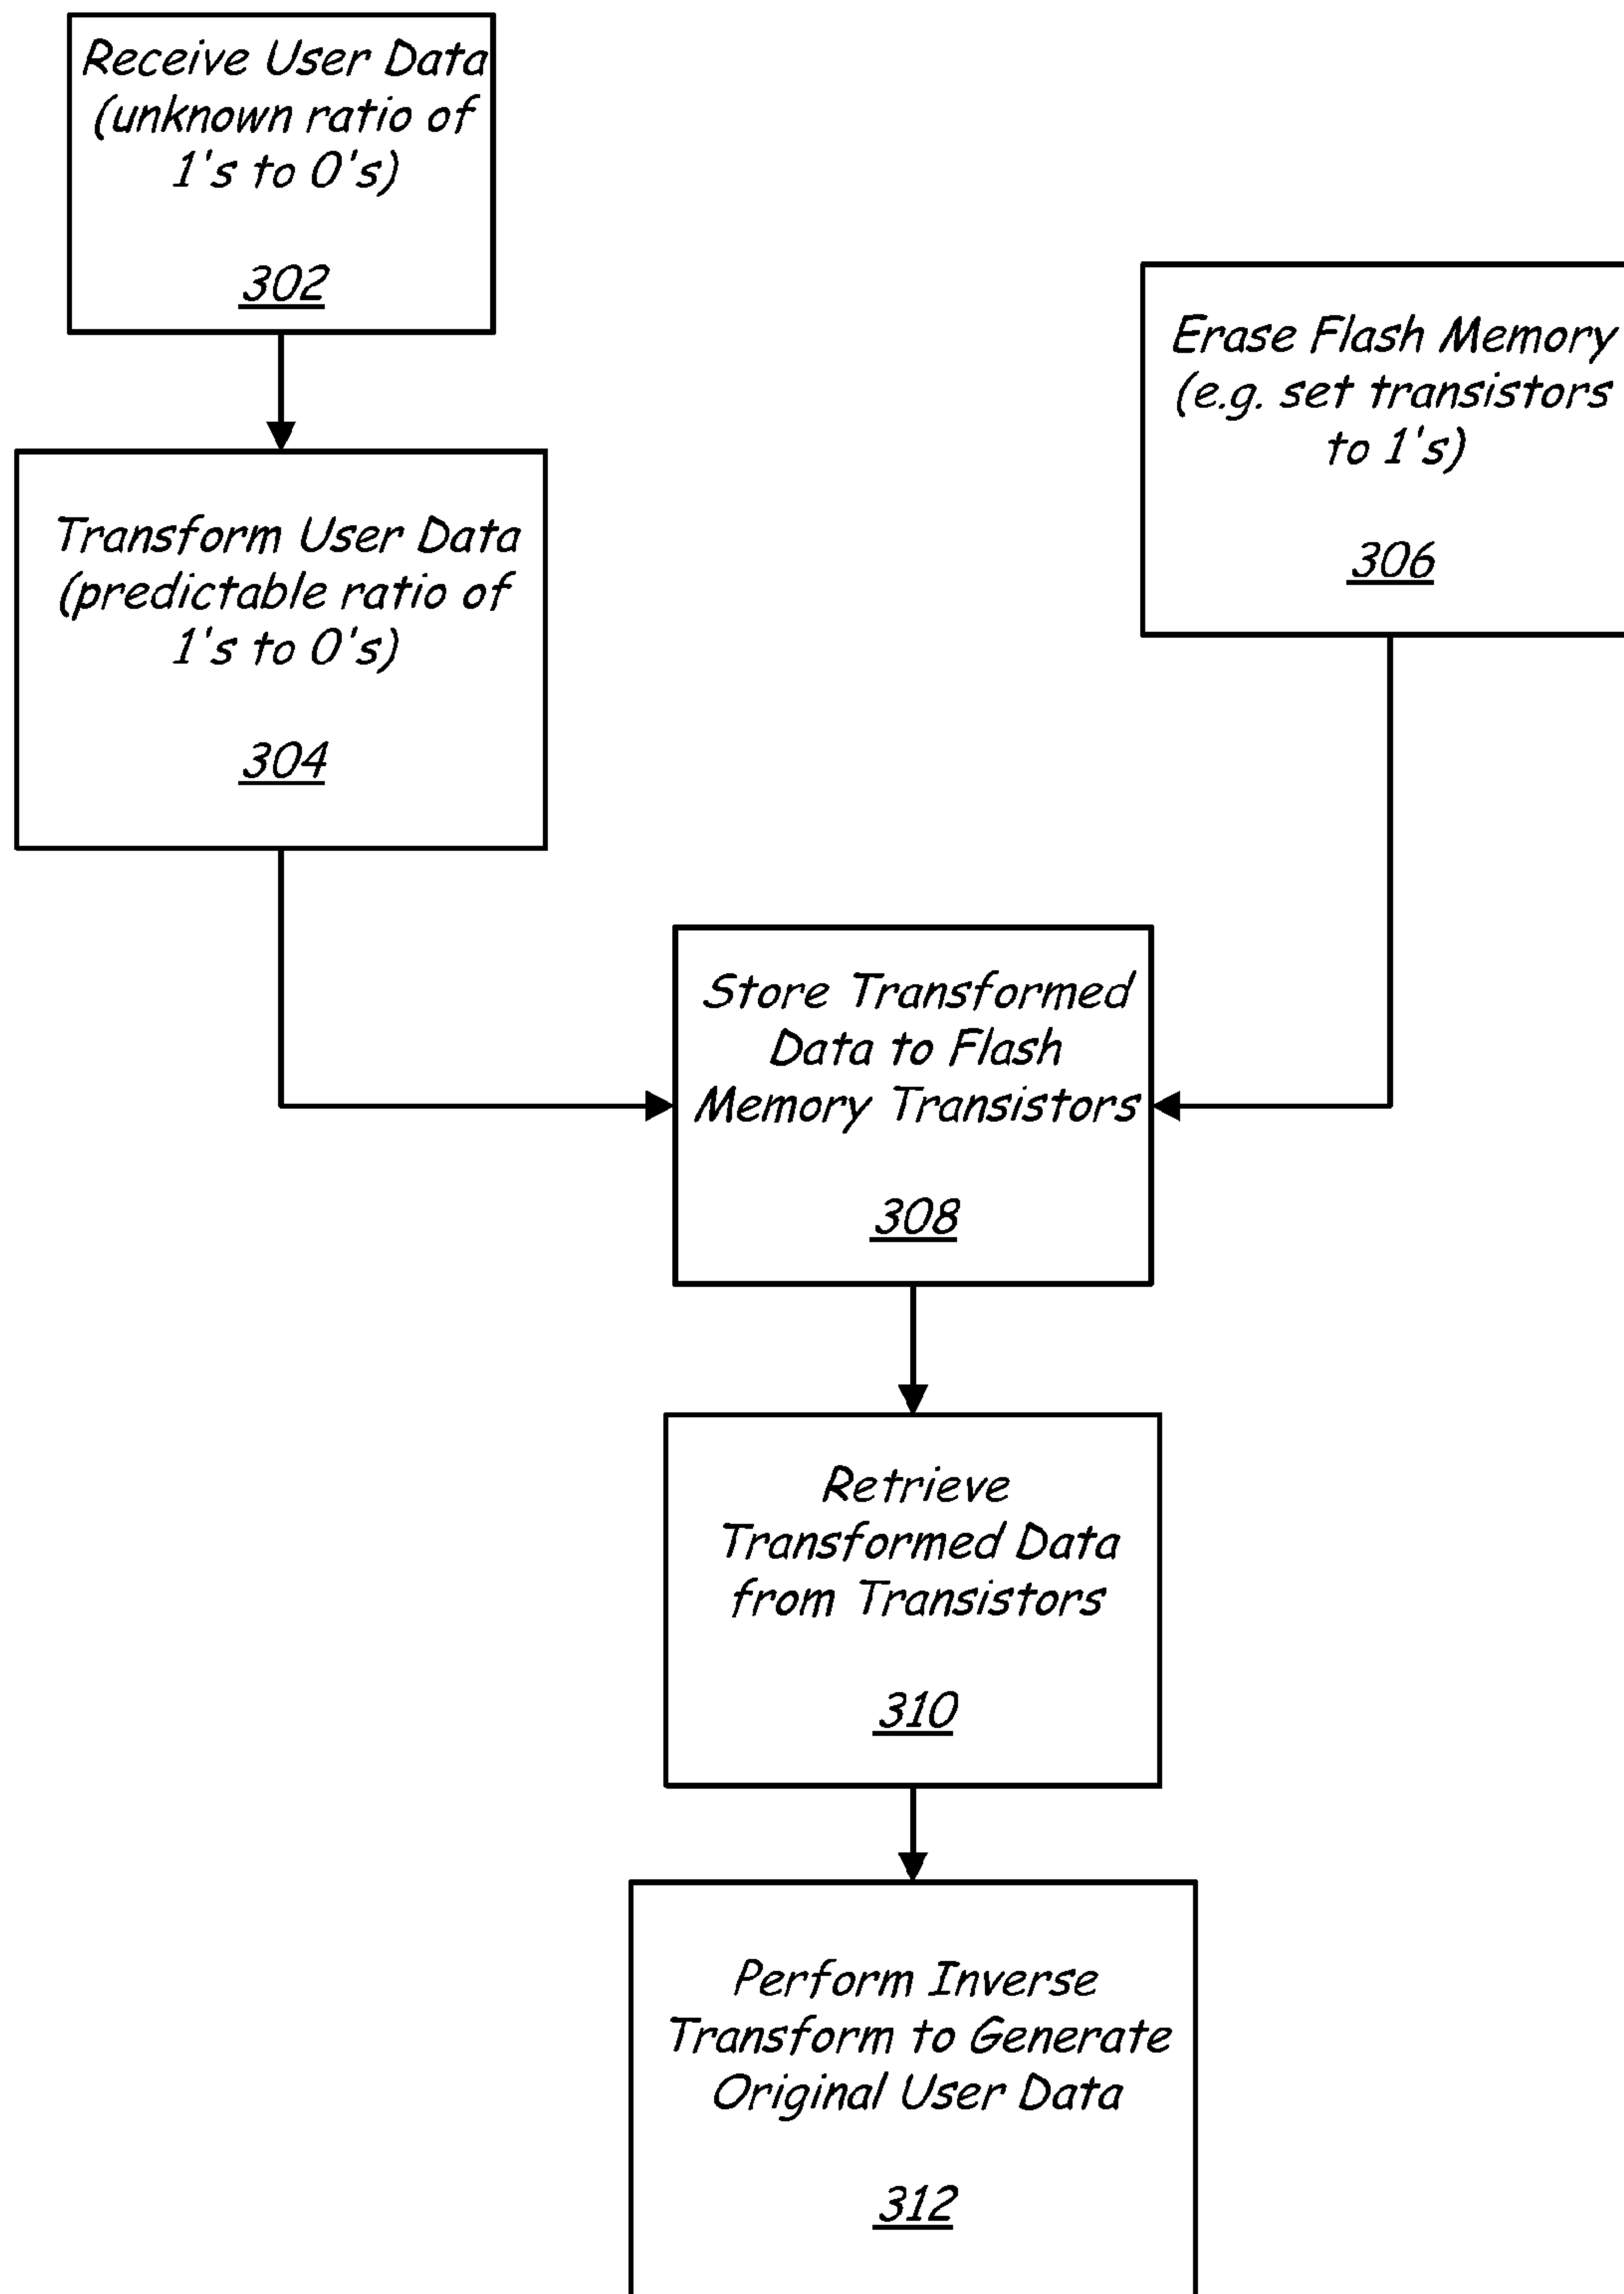 Receive User Data
(unknown ratio of
1's to 0's)
302
Transform User Data
(predictable ratio of
1's to 0's)
304
Erase Flash Memory
(e.g. set transistors
to 1's)
306
Store Transformed
Data to Flash
Memory Transistors
308
Retrieve
Transformed Data
from Transistors
310
Perform Inverse
Transform to Generate
Original User Data
312